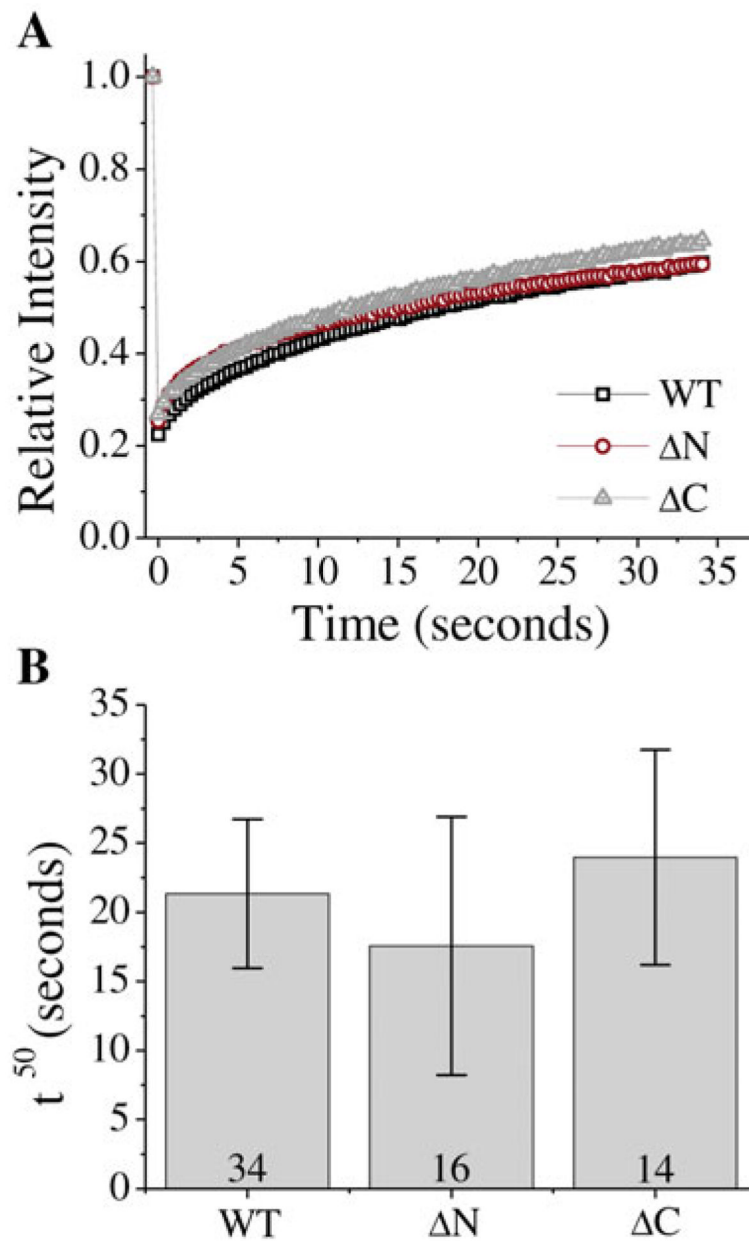 A
Relative Intensity
1.0
0.8
0.6
0.4
0.2
0.0
WT
ΔN
ΔC
0 5 10 15 20 25 30 35
Time (seconds)
B
t 50 (seconds)
35
30
25
20
15
10
5
0
34 16 14
WT ΔN ΔC